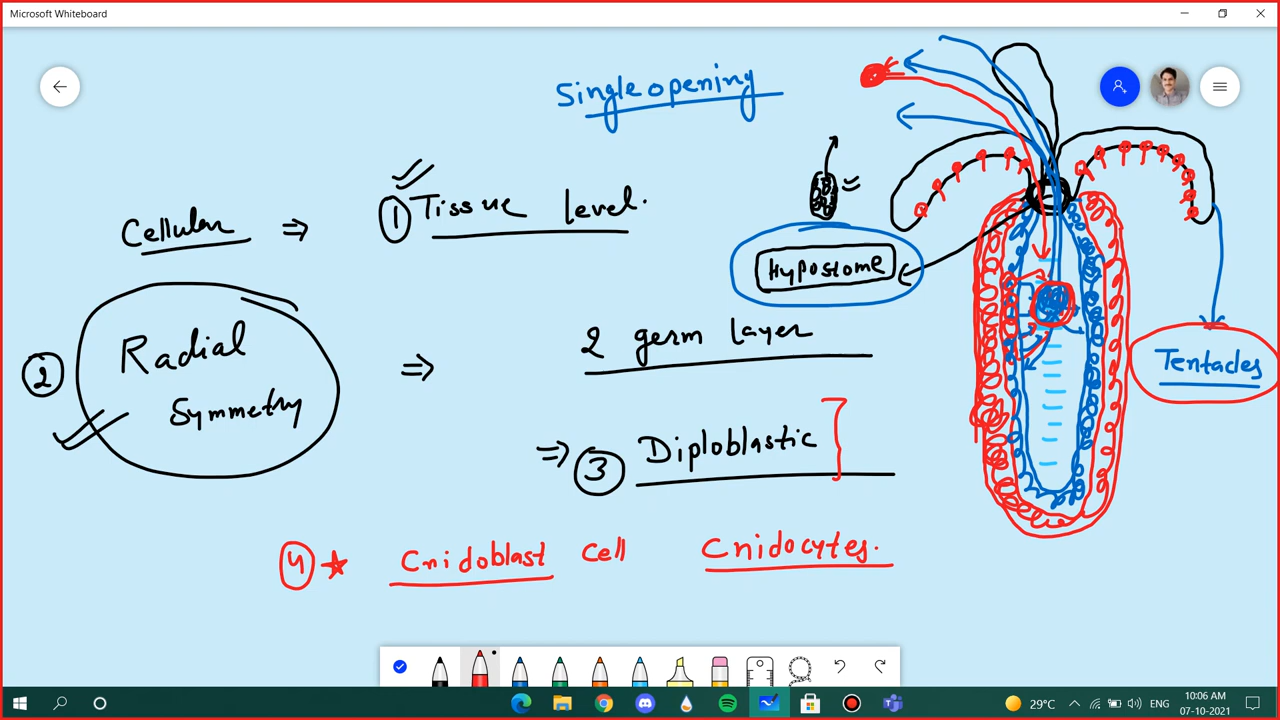 Microsoft Whiteboard
Single opening
Cellular ⇒ ① Tissue level.
Hypostome
② Radial Symmetry ⇒ 2 germ layer
Tentacles
⇒ ③ Diploblastic ]
④ ★ Cnidoblast cell Cnidocytes.
29°C
ENG
10:06 AM
07-10-2021